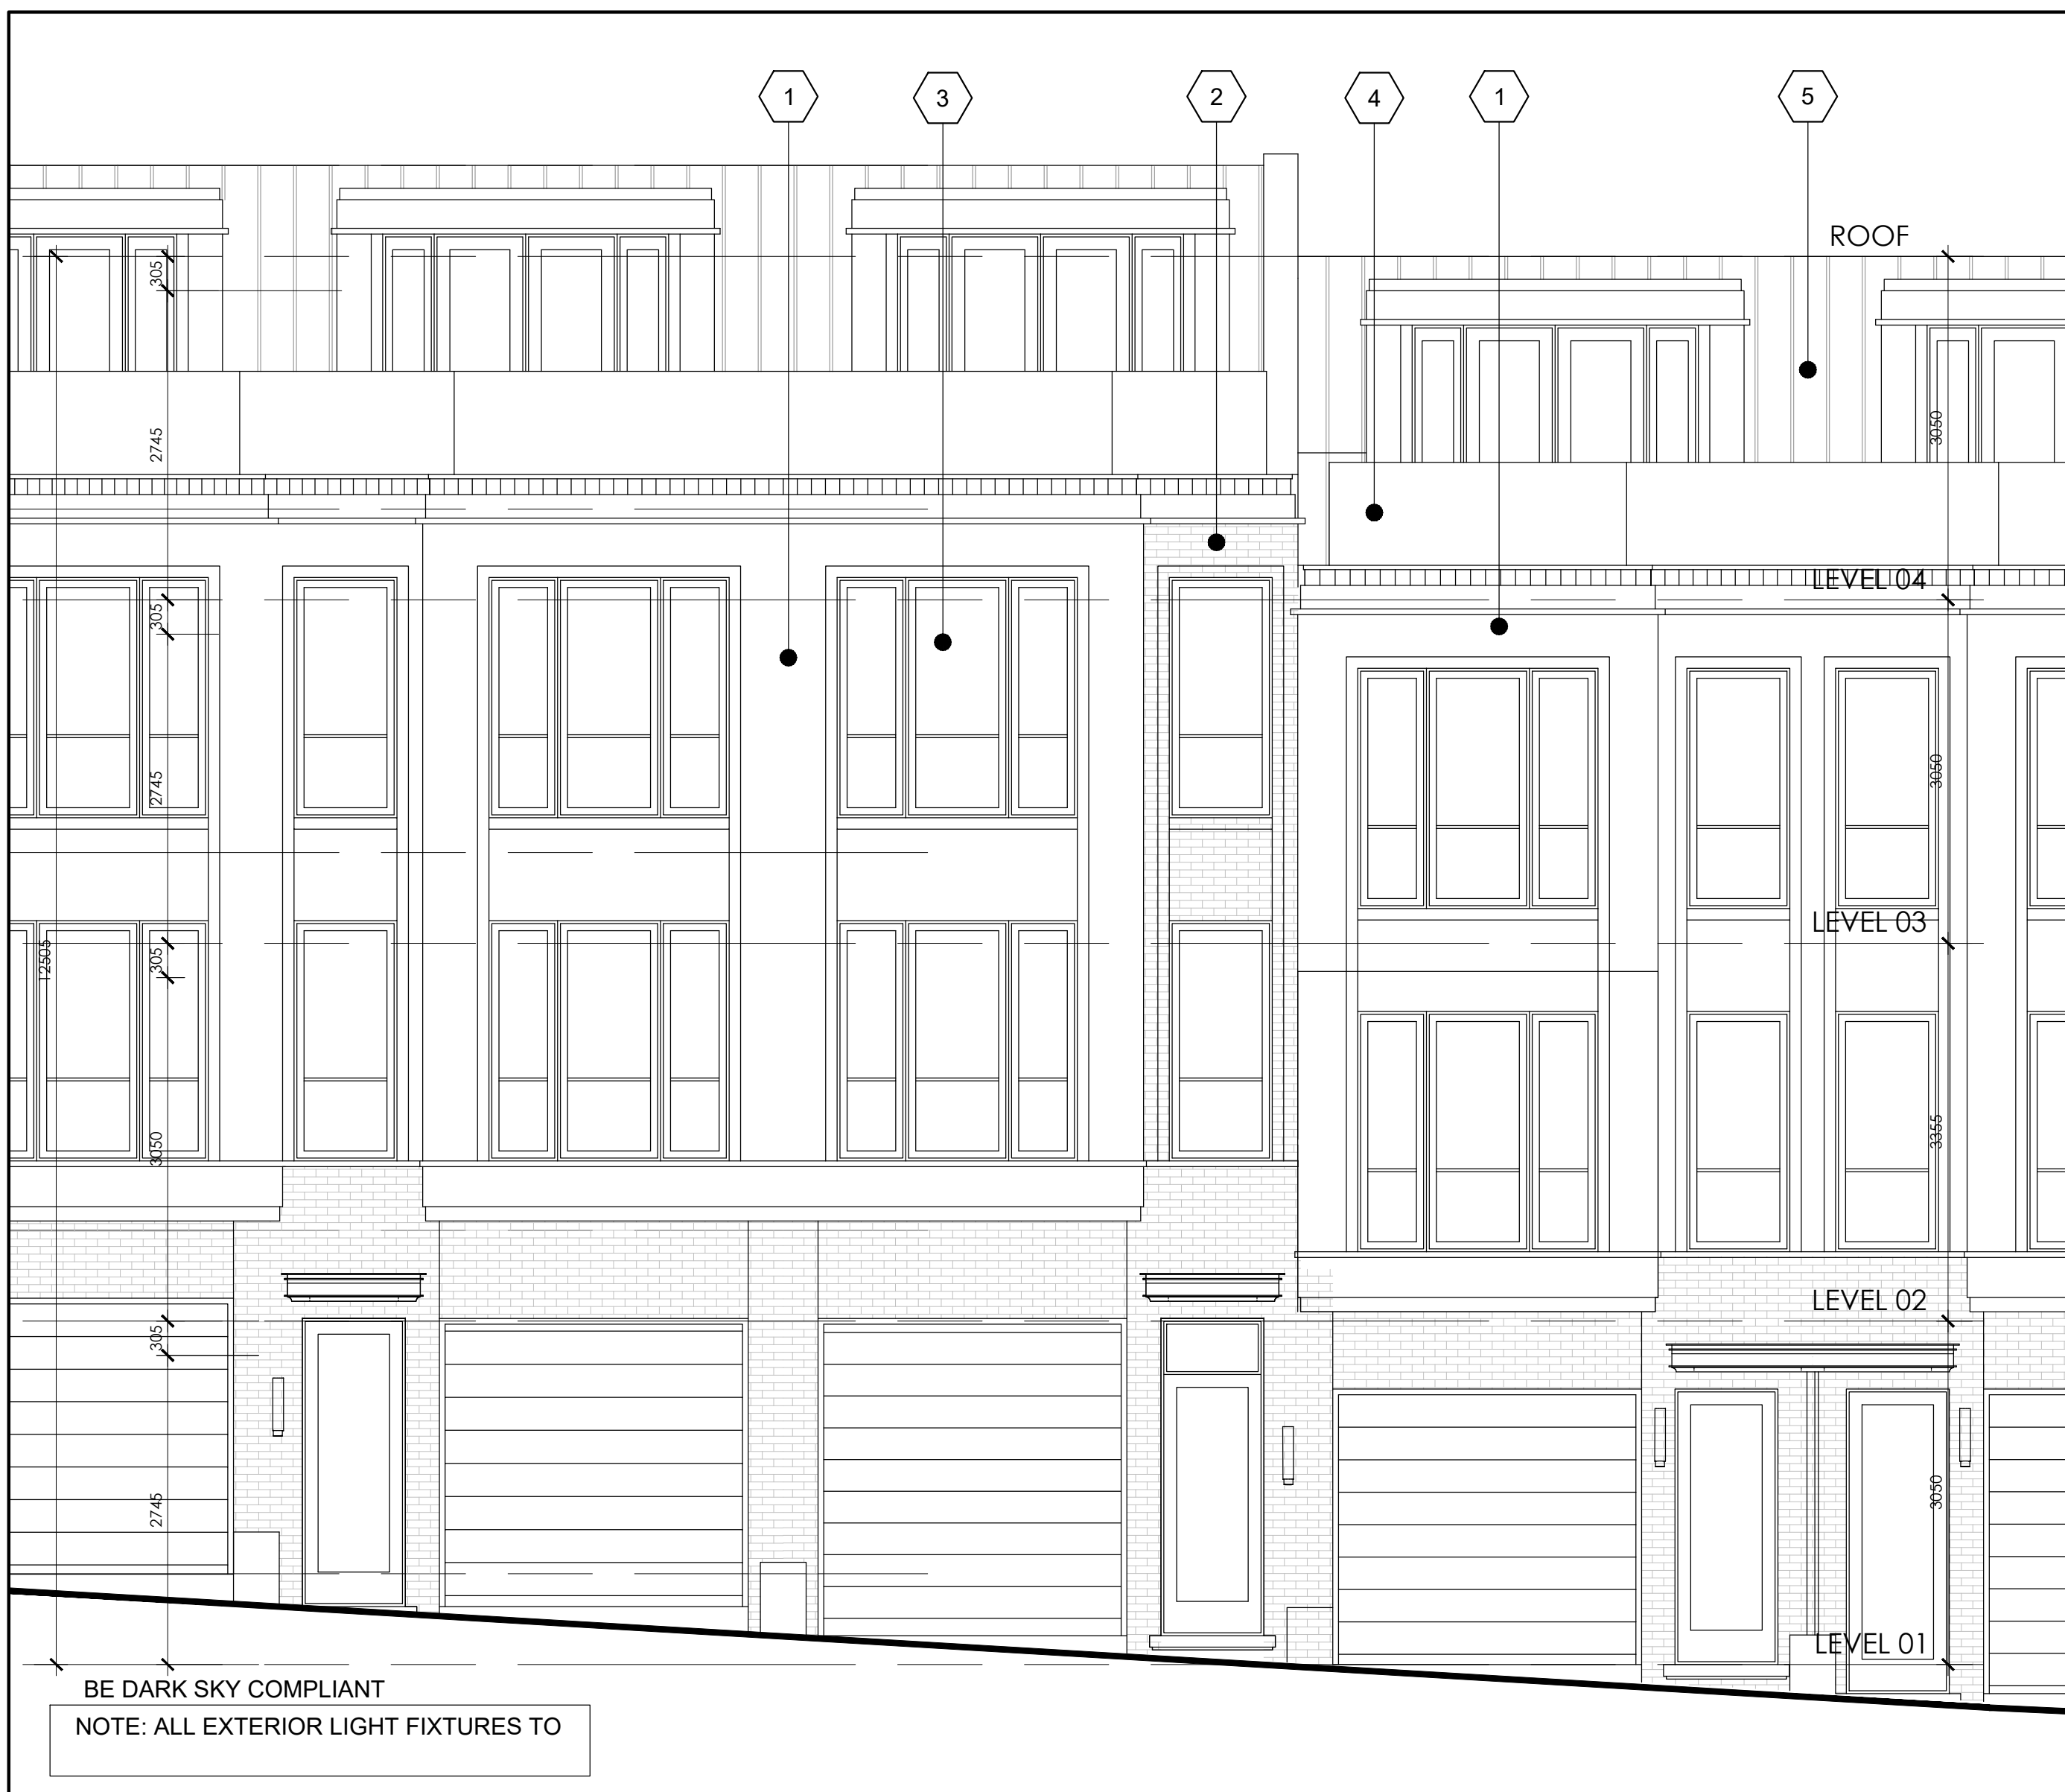 1
3
2
4
1
5
ROOF
305
2745
3050
LEVEL 04
305
2745
3050
LEVEL 03
12505
305
3050
3355
LEVEL 02
305
2745
3050
LEVEL 01
BE DARK SKY COMPLIANT
NOTE: ALL EXTERIOR LIGHT FIXTURES TO